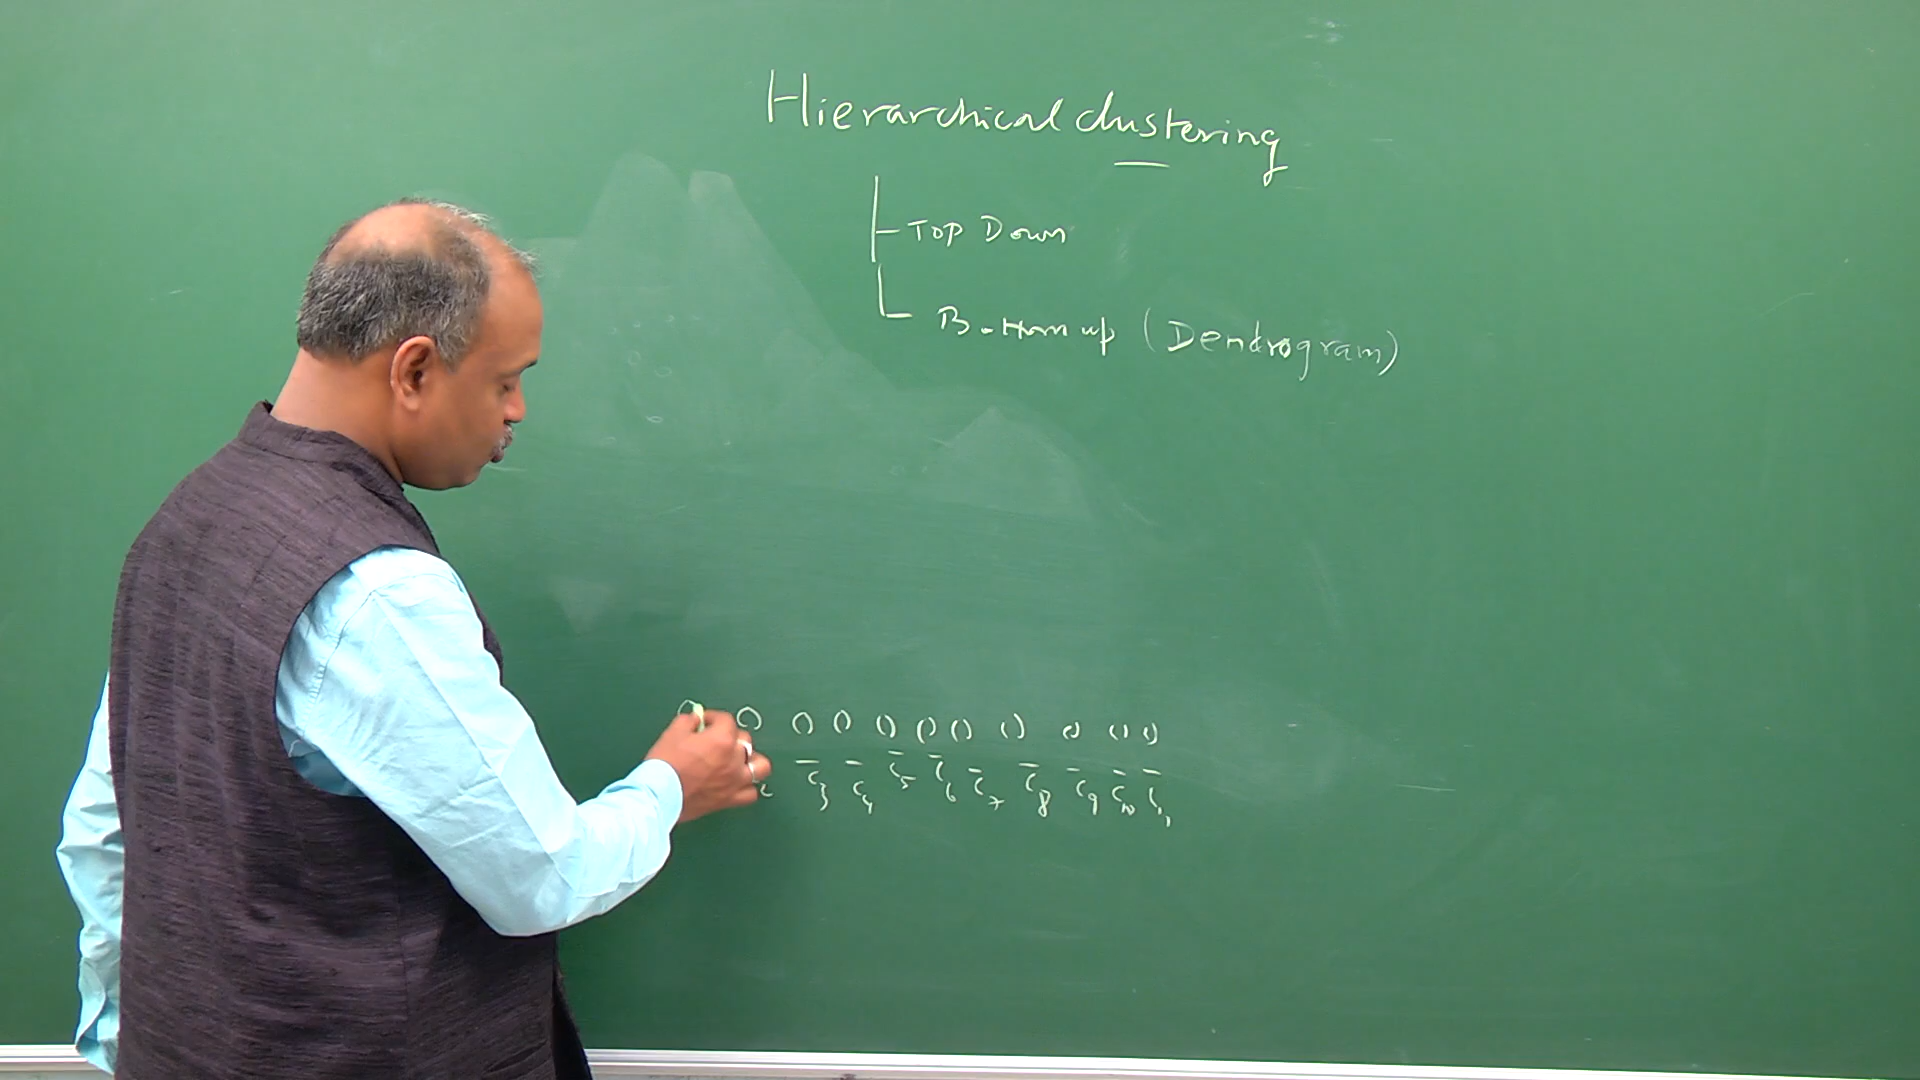 Hierarchical clustering
Top Down
Bottom up (Dendrogram)
C3 C4 C5 C6 C7 C8 C9 C10 C11